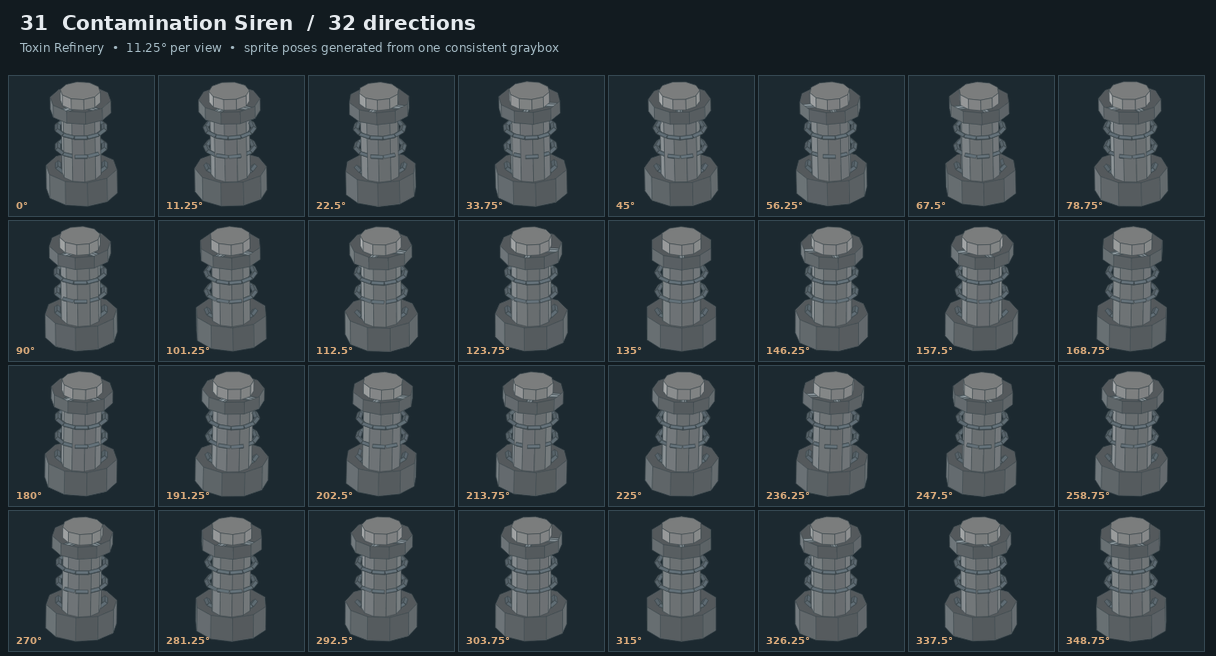 31 Contamination Siren / 32 directions
Toxin Refinery • 11.25° per view • sprite poses generated from one consistent graybox
0° 11.25° 22.5° 33.75° 45° 56.25° 67.5° 78.75°
90° 101.25° 112.5° 123.75° 135° 146.25° 157.5° 168.75°
180° 191.25° 202.5° 213.75° 225° 236.25° 247.5° 258.75°
270° 281.25° 292.5° 303.75° 315° 326.25° 337.5° 348.75°